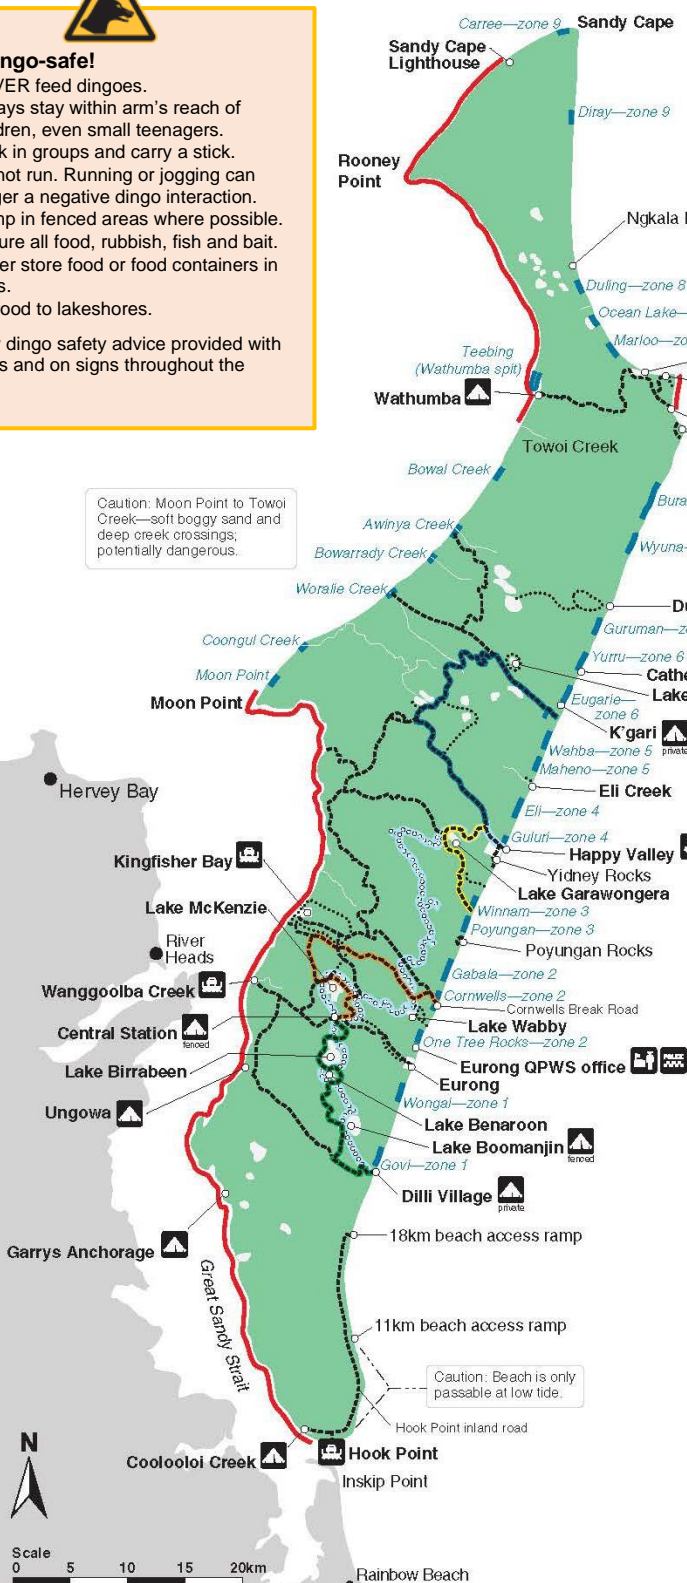 ngo-safe!
VER feed dingoes.
ays stay within arm's reach of
dren, even small teenagers.
k in groups and carry a stick.
not run. Running or jogging can
ger a negative dingo interaction.
mp in fenced areas where possible.
ure all food, rubbish, fish and bait.
er store food or food containers in
s.
ood to lakeshores.
dingo safety advice provided with
s and on signs throughout the
Carree—zone 9
Sandy Cape
Sandy Cape
Lighthouse
Diray—zone 9
Rooney
Point
Ngkala
Duling—zone 8
Ocean Lake—
Marloo—zo
Teebing
(Wathumba spit)
Wathumba
Towoi Creek
Bowal Creek
Caution: Moon Point to Towoi
Creek—soft boggy sand and
deep creek crossings;
potentially dangerous.
Bura
Awinya Creek
Wyuna—
Bowarrady Creek
Woralie Creek
Du
Guruman—zo
Coongul Creek
Yurru—zone 6
Moon Point
Cathe
Lake
Moon Point
Eugarie—
zone 6
K'gari
private
Wahba—zone 5
Maheno—zone 5
Hervey Bay
Eli Creek
Eli—zone 4
Guluri—zone 4
Kingfisher Bay
Happy Valley
Yidney Rocks
Lake Garawongera
Lake McKenzie
Winnam—zone 3
Poyungan—zone 3
River
Heads
Poyungan Rocks
Wanggoolba Creek
Gabala—zone 2
Cornwells—zone 2
Cornwells Break Road
Central Station
fenced
Lake Wabby
One Tree Rocks—zone 2
Eurong QPWS office
POLICE
Lake Birrabeen
Eurong
Ungowa
Wongai—zone 1
Lake Benaroon
Lake Boomanjin
fenced
Govi—zone 1
Dilli Village
private
18km beach access ramp
Garrys Anchorage
Great Sandy Strait
11km beach access ramp
Caution: Beach is only
passable at low tide.
Hook Point inland road
N
Coolooloi Creek
Hook Point
Inskip Point
Scale
0 5 10 15 20km
Rainbow Beach